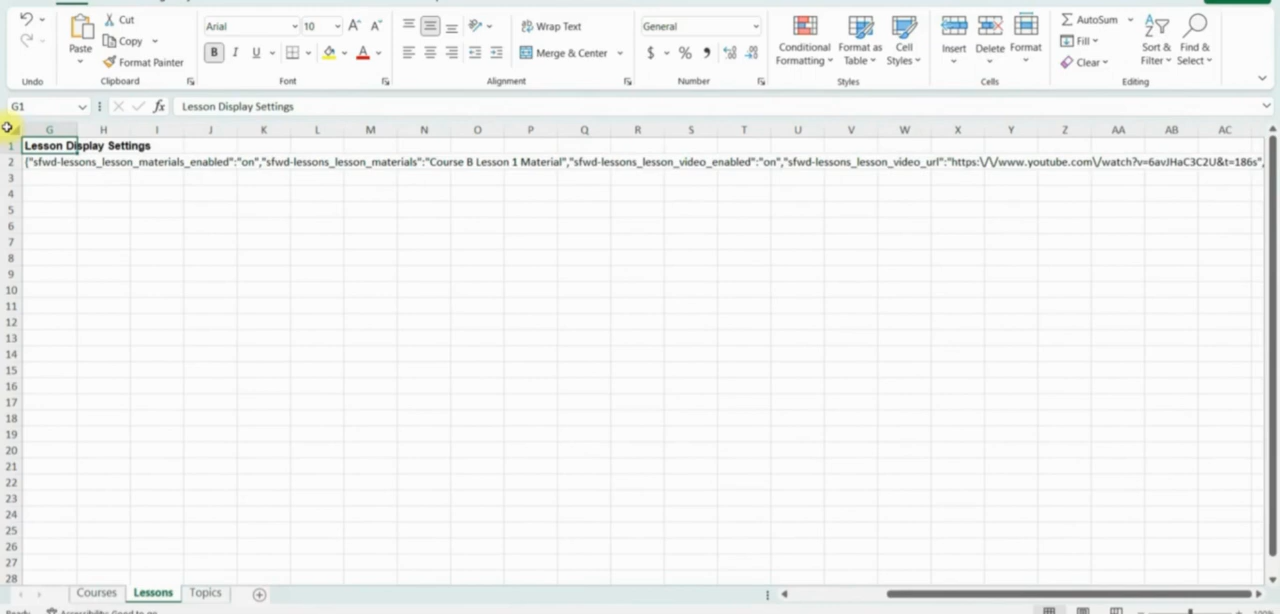 Cut
Arial 10 A A
Wrap Text
General
AutoSum
Paste
Copy
Format Painter
B I U A
Merge & Center
$ % 9
Conditional Formatting
Format as Table
Cell Styles
Insert
Delete
Format
Fill
Clear
Sort & Filter
Find & Select
Undo
Clipboard
Font
Alignment
Number
Styles
Cells
Editing
G1 fx Lesson Display Settings
G H I J K L M N O P Q R S T U V W X Y Z AA AB AC
1 Lesson Display Settings
2 {"sfwd-lessons_lesson_materials_enabled":"on","sfwd-lessons_lesson_materials":"Course B Lesson 1 Material","sfwd-lessons_lesson_video_enabled":"on","sfwd-lessons_lesson_video_url":"https:\/\/www.youtube.com\/watch?v=6avJHaC3C2U&t=186s",
3
4
5
6
7
8
9
10
11
12
13
14
15
16
17
18
19
20
21
22
23
24
25
26
27
28
Courses Lessons Topics